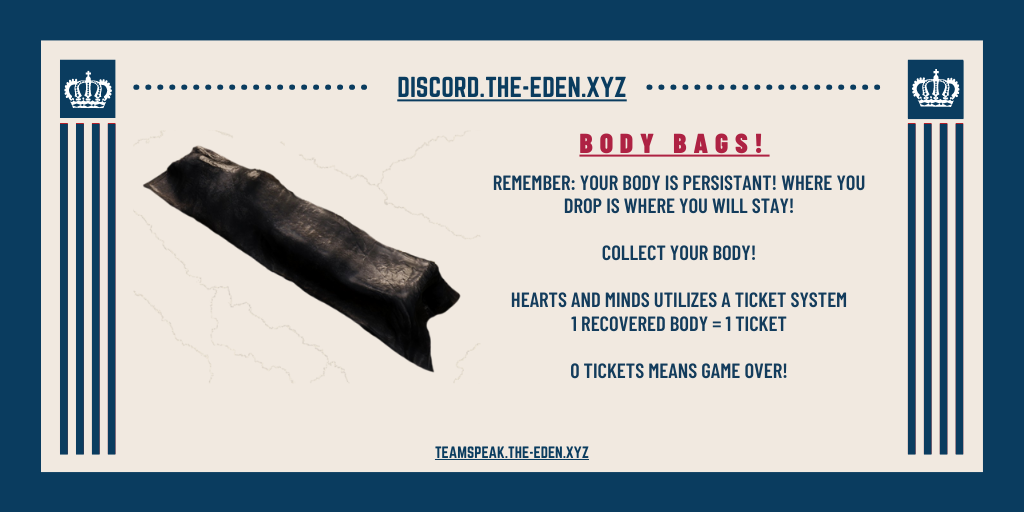 DISCORD.THE-EDEN.XYZ
BODY BAGS!
REMEMBER: YOUR BODY IS PERSISTANT! WHERE YOU
DROP IS WHERE YOU WILL STAY!
COLLECT YOUR BODY!
HEARTS AND MINDS UTILIZES A TICKET SYSTEM
1 RECOVERED BODY = 1 TICKET
0 TICKETS MEANS GAME OVER!
TEAMSPEAK.THE-EDEN.XYZ